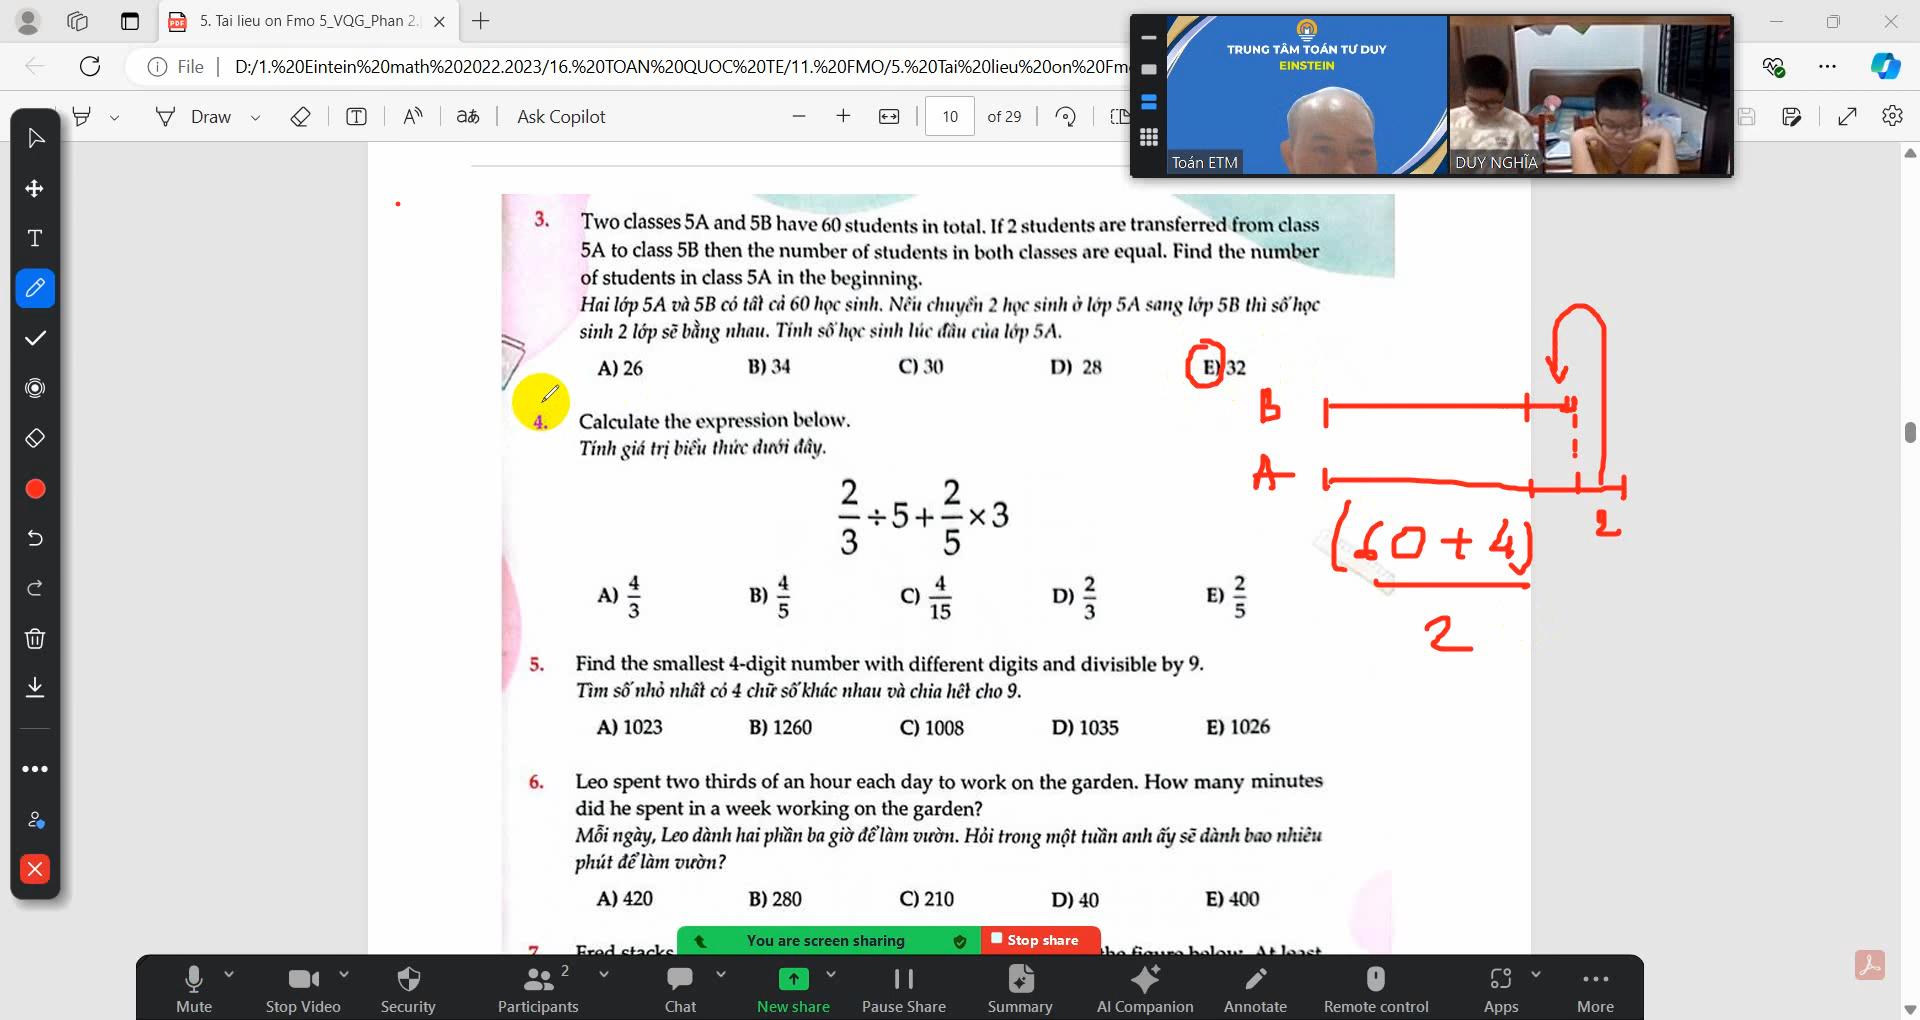 5. Tai lieu on Fmo 5_VQG_Phan 2.
File
D:/1.%20Eintein%20math%202022.2023/16.%20TOAN%20QUOC%20TE/11.%20FMO/5.%20Tai%20lieu%20on%20Fm
Draw
Ask Copilot
10 of 29
TRUNG TÂM TOÁN TƯ DUY
EINSTEIN
Toán ETM
DUY NGHĨA
3. Two classes 5A and 5B have 60 students in total. If 2 students are transferred from class
5A to class 5B then the number of students in both classes are equal. Find the number
of students in class 5A in the beginning.
Hai lớp 5A và 5B có tất cả 60 học sinh. Nếu chuyển 2 học sinh ở lớp 5A sang lớp 5B thì số học
sinh 2 lớp sẽ bằng nhau. Tính số học sinh lúc đầu của lớp 5A.
A) 26 B) 34 C) 30 D) 28 E) 32
B
A
2
(60+4)
2
4. Calculate the expression below.
Tính giá trị biểu thức dưới đây.
2/3 ÷ 5 + 2/5 × 3
A) 4/3 B) 4/5 C) 4/15 D) 2/3 E) 2/5
5. Find the smallest 4-digit number with different digits and divisible by 9.
Tìm số nhỏ nhất có 4 chữ số khác nhau và chia hết cho 9.
A) 1023 B) 1260 C) 1008 D) 1035 E) 1026
6. Leo spent two thirds of an hour each day to work on the garden. How many minutes
did he spent in a week working on the garden?
Mỗi ngày, Leo dành hai phần ba giờ để làm vườn. Hỏi trong một tuần anh ấy sẽ dành bao nhiêu
phút để làm vườn?
A) 420 B) 280 C) 210 D) 40 E) 400
7. Fred stacks the figure below. At least
You are screen sharing
Stop share
Mute
Stop Video
Security
Participants 2
Chat
New share
Pause Share
Summary
AI Companion
Annotate
Remote control
Apps
More